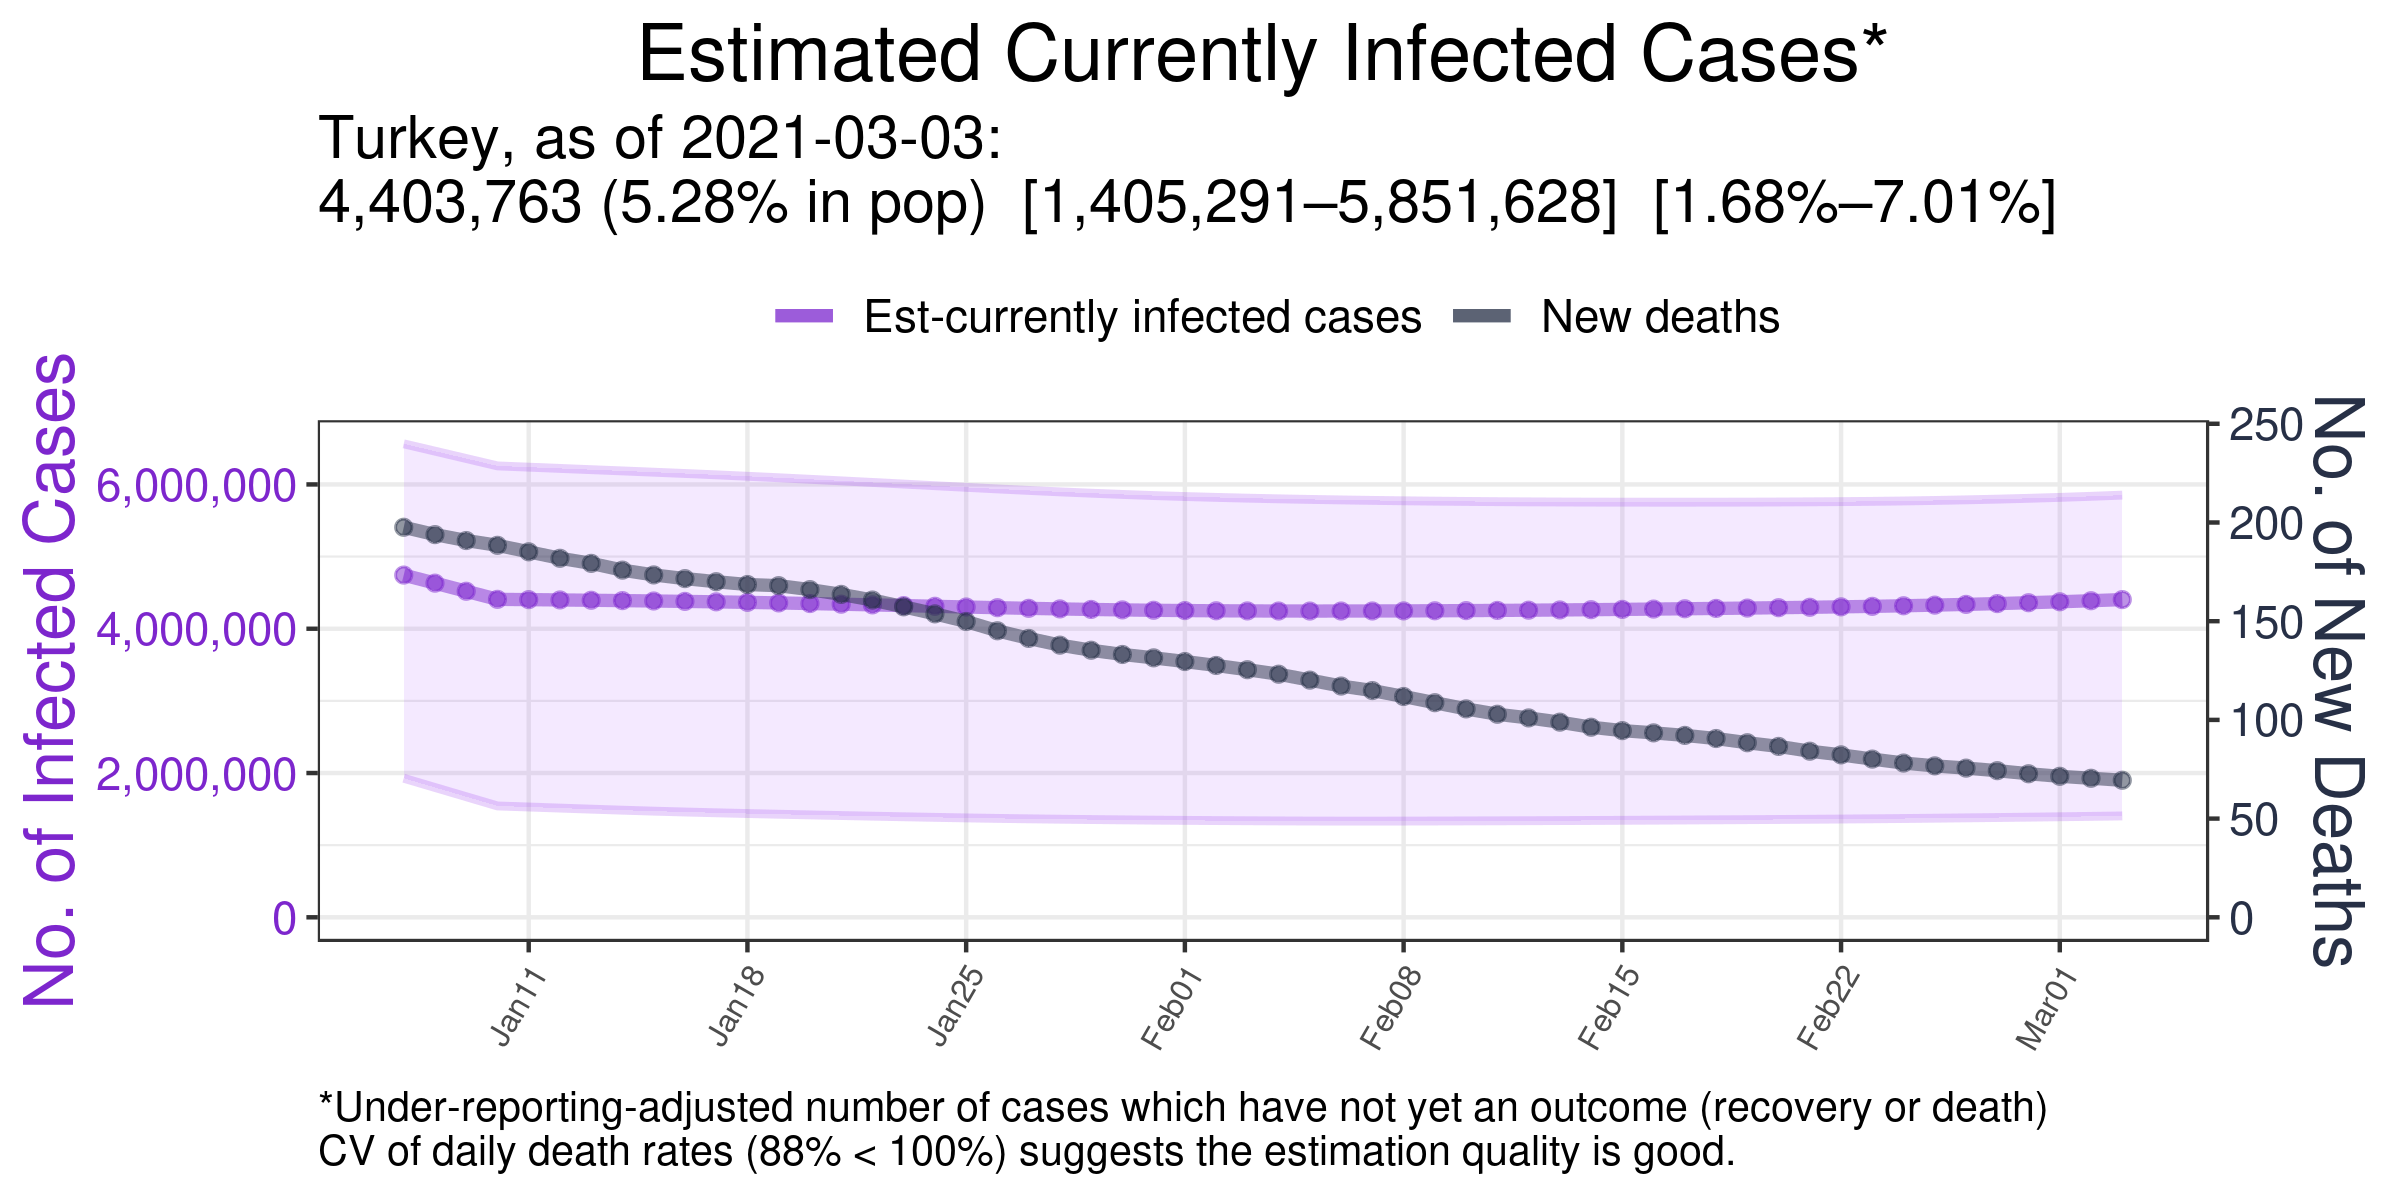 Estimated Currently Infected Cases*
Turkey, as of 2021-03-03:
4,403,763 (5.28% in pop)  [1,405,291–5,851,628]  [1.68%–7.01%]
Est-currently infected cases
New deaths
No. of Infected Cases
6,000,000
4,000,000
2,000,000
0
250
200
150
100
50
0
No. of New Deaths
Jan11
Jan18
Jan25
Feb01
Feb08
Feb15
Feb22
Mar01
*Under-reporting-adjusted number of cases which have not yet an outcome (recovery or death)
CV of daily death rates (88% < 100%) suggests the estimation quality is good.